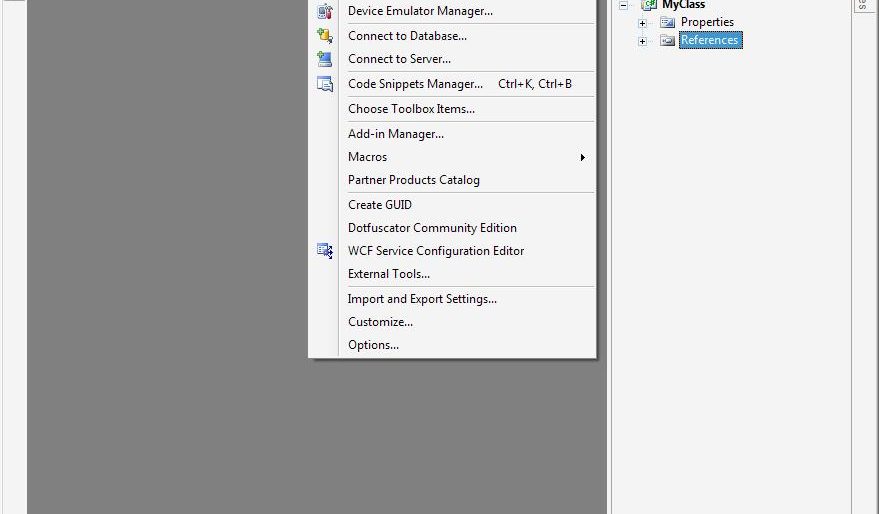 Device Emulator Manager...
Connect to Database...
Connect to Server...
Code Snippets Manager... Ctrl+K, Ctrl+B
Choose Toolbox Items...
Add-in Manager...
Macros
Partner Products Catalog
Create GUID
Dotfuscator Community Edition
WCF Service Configuration Editor
External Tools...
Import and Export Settings...
Customize...
Options...
MyClass
Properties
References